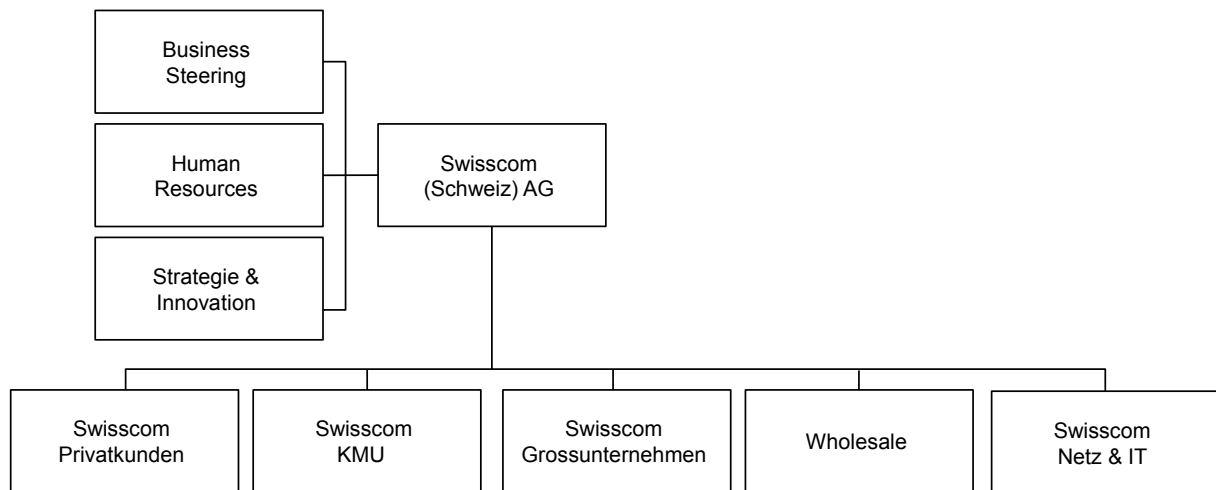 Business
Steering
Human
Resources
Swisscom
(Schweiz) AG
Strategie &
Innovation
Swisscom
Privatkunden
Swisscom
KMU
Swisscom
Grossunternehmen
Wholesale
Swisscom
Netz & IT